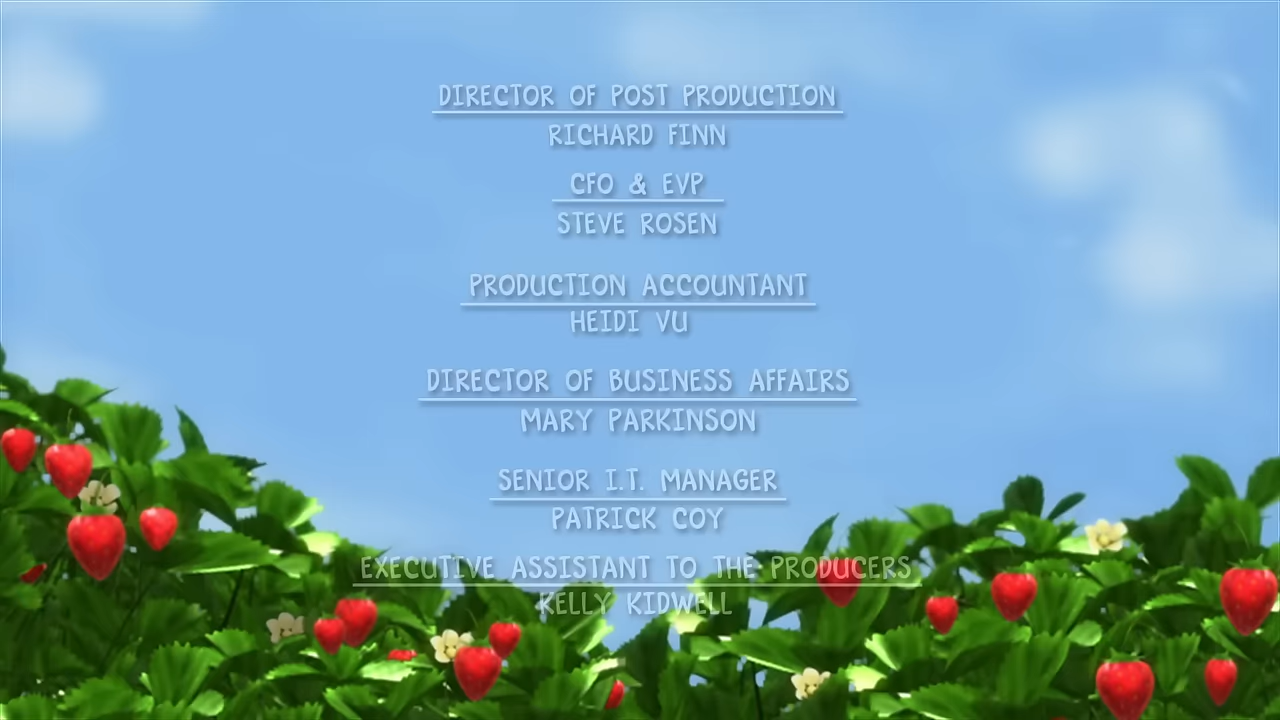 DIRECTOR OF POST PRODUCTION
RICHARD FINN
CFO & EVP
STEVE ROSEN
PRODUCTION ACCOUNTANT
HEIDI VU
DIRECTOR OF BUSINESS AFFAIRS
MARY PARKINSON
SENIOR I.T. MANAGER
PATRICK COY
EXECUTIVE ASSISTANT TO THE PRODUCERS
KELLY KIDWELL